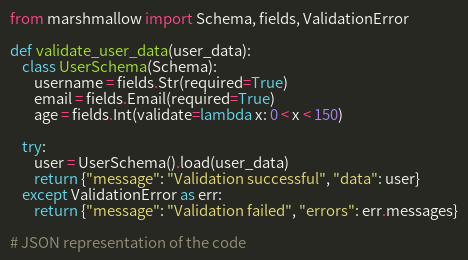 from marshmallow import Schema, fields, ValidationError

def validate_user_data(user_data):
    class UserSchema(Schema):
        username = fields.Str(required=True)
        email = fields.Email(required=True)
        age = fields.Int(validate=lambda x: 0 < x < 150)

    try:
        user = UserSchema().load(user_data)
        return {"message": "Validation successful", "data": user}
    except ValidationError as err:
        return {"message": "Validation failed", "errors": err.messages}

# JSON representation of the code